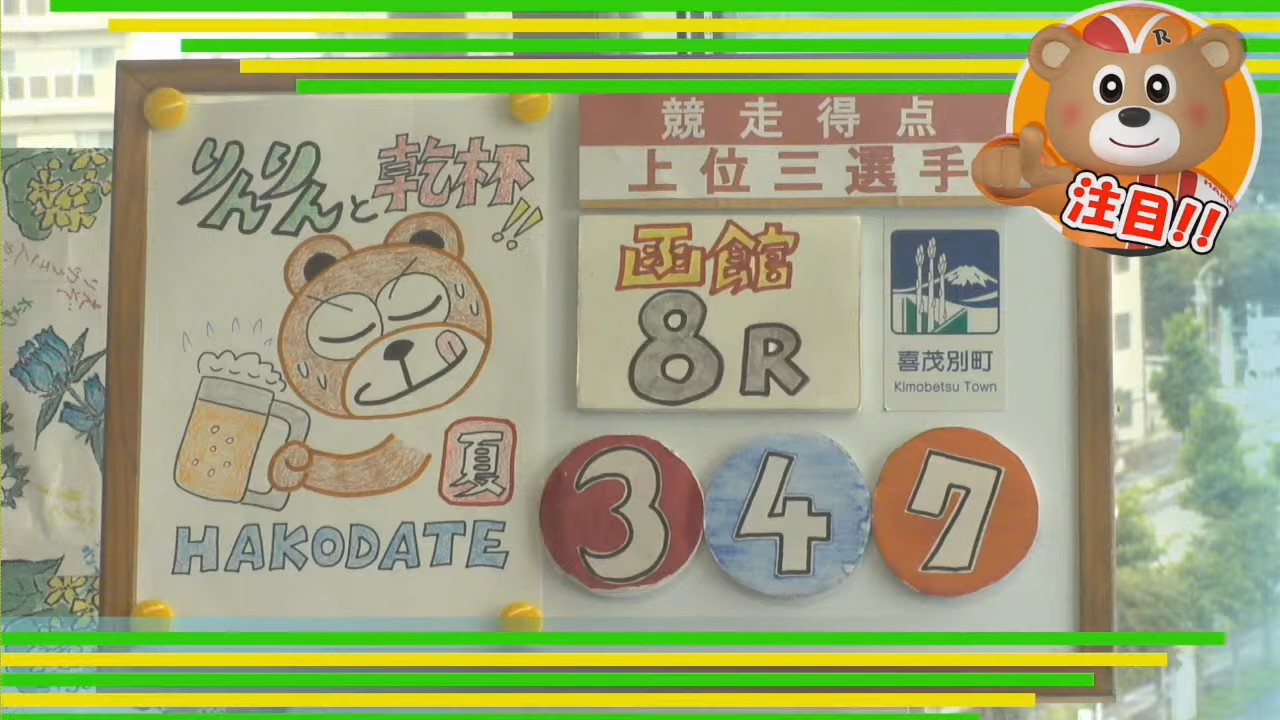 りんりんと乾杯!!
夏
HAKODATE
競走得点
上位三選手
函館
8R
喜茂別町
Kimobetsu Town
3 4 7
R
注目!!